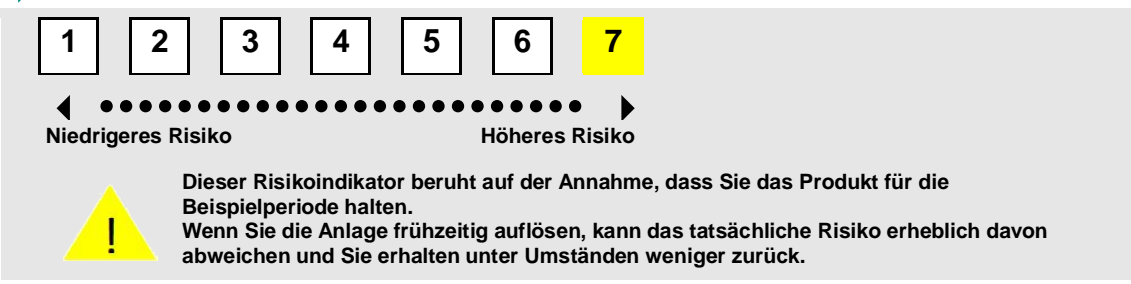 1 2 3 4 5 6 7
Niedrigeres Risiko Höheres Risiko
Dieser Risikoindikator beruht auf der Annahme, dass Sie das Produkt für die
Beispielperiode halten.
! Wenn Sie die Anlage frühzeitig auflösen, kann das tatsächliche Risiko erheblich davon
abweichen und Sie erhalten unter Umständen weniger zurück.